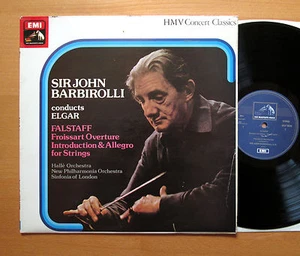 EMI
HMV Concert Classics
SIR JOHN
BARBIROLLI
conducts
ELGAR
FALSTAFF
Froissart Overture
Introduction & Allegro
for Strings
Hallé Orchestra
New Philharmonia Orchestra
Sinfonia of London
EMI